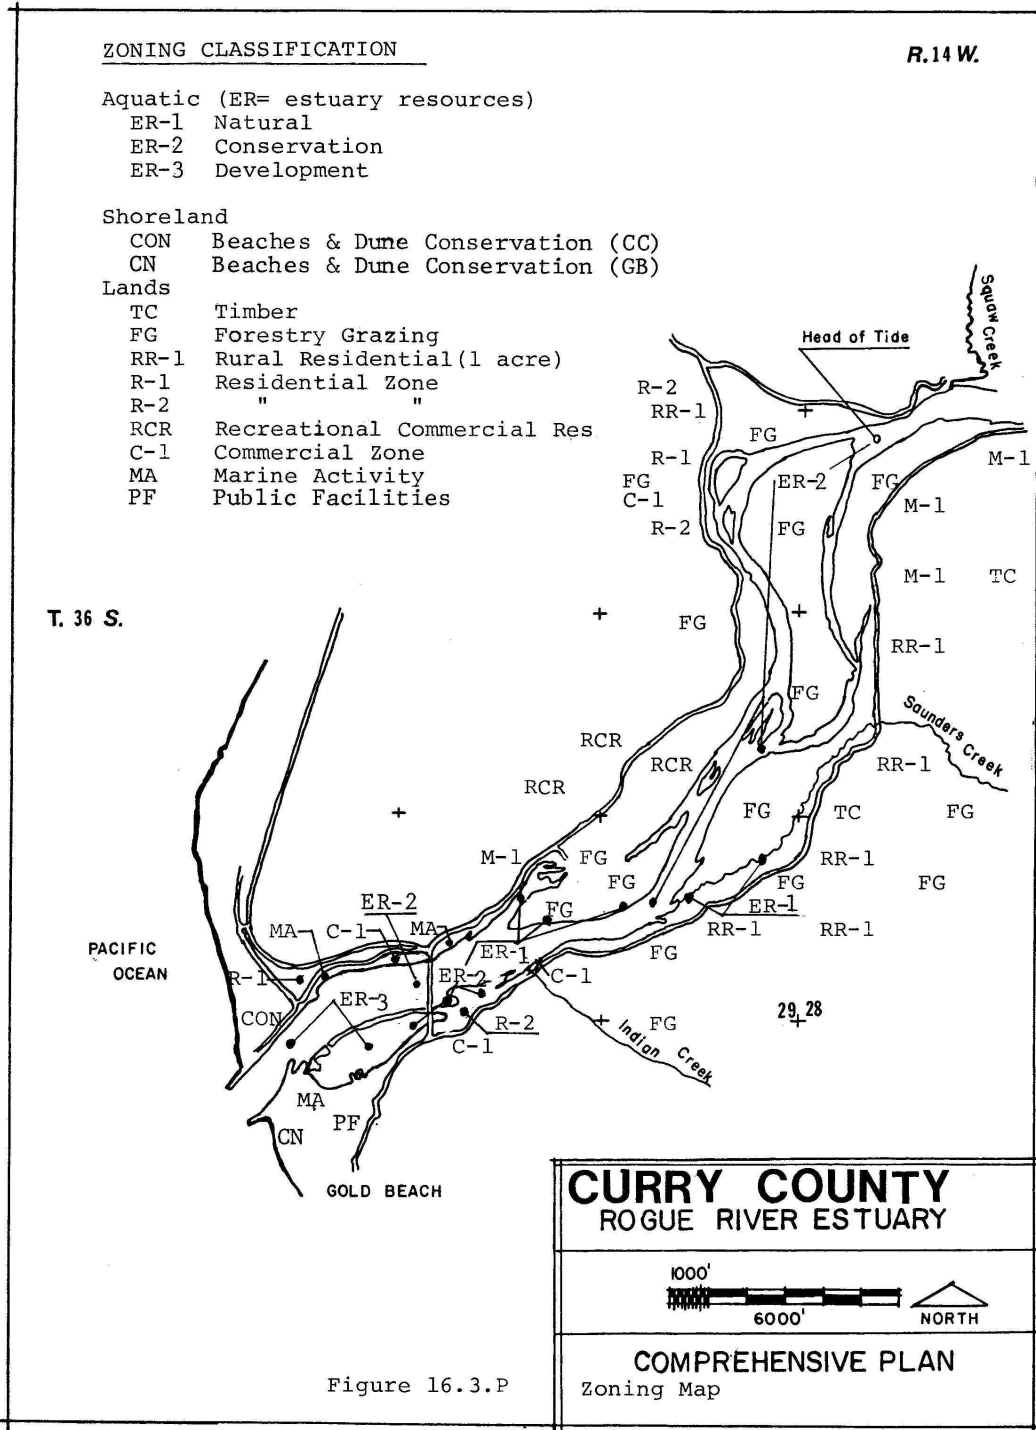 ZONING CLASSIFICATION
R.14 W.
Aquatic (ER= estuary resources)
ER-1 Natural
ER-2 Conservation
ER-3 Development
Shoreland
CON Beaches & Dune Conservation (CC)
CN Beaches & Dune Conservation (GB)
Lands
TC Timber
FG Forestry Grazing
RR-1 Rural Residential(1 acre)
R-1 Residential Zone
R-2 " "
RCR Recreational Commercial Res
C-1 Commercial Zone
MA Marine Activity
PF Public Facilities
Squaw Creek
Head of Tide
R-2
RR-1
FG
R-1
M-1
FG
ER-2
FG
C-1
M-1
R-2
FG
M-1 TC
T. 36 S.
FG
RR-1
FG
Saunders Creek
RCR
RCR
RR-1
RCR
FG
TC
FG
M-1
FG
RR-1
FG
FG
FG
ER-2
FG
ER-1
MA
C-1
MA
RR-1
RR-1
PACIFIC
OCEAN
ER-1
FG
R-1
ER-2
C-1
ER-3
CON
R-2
FG
29 28
C-1
Indian Creek
MA
PF
CN
GOLD BEACH
CURRY COUNTY
ROGUE RIVER ESTUARY
1000'
6000'
NORTH
COMPREHENSIVE PLAN
Zoning Map
Figure 16.3.P